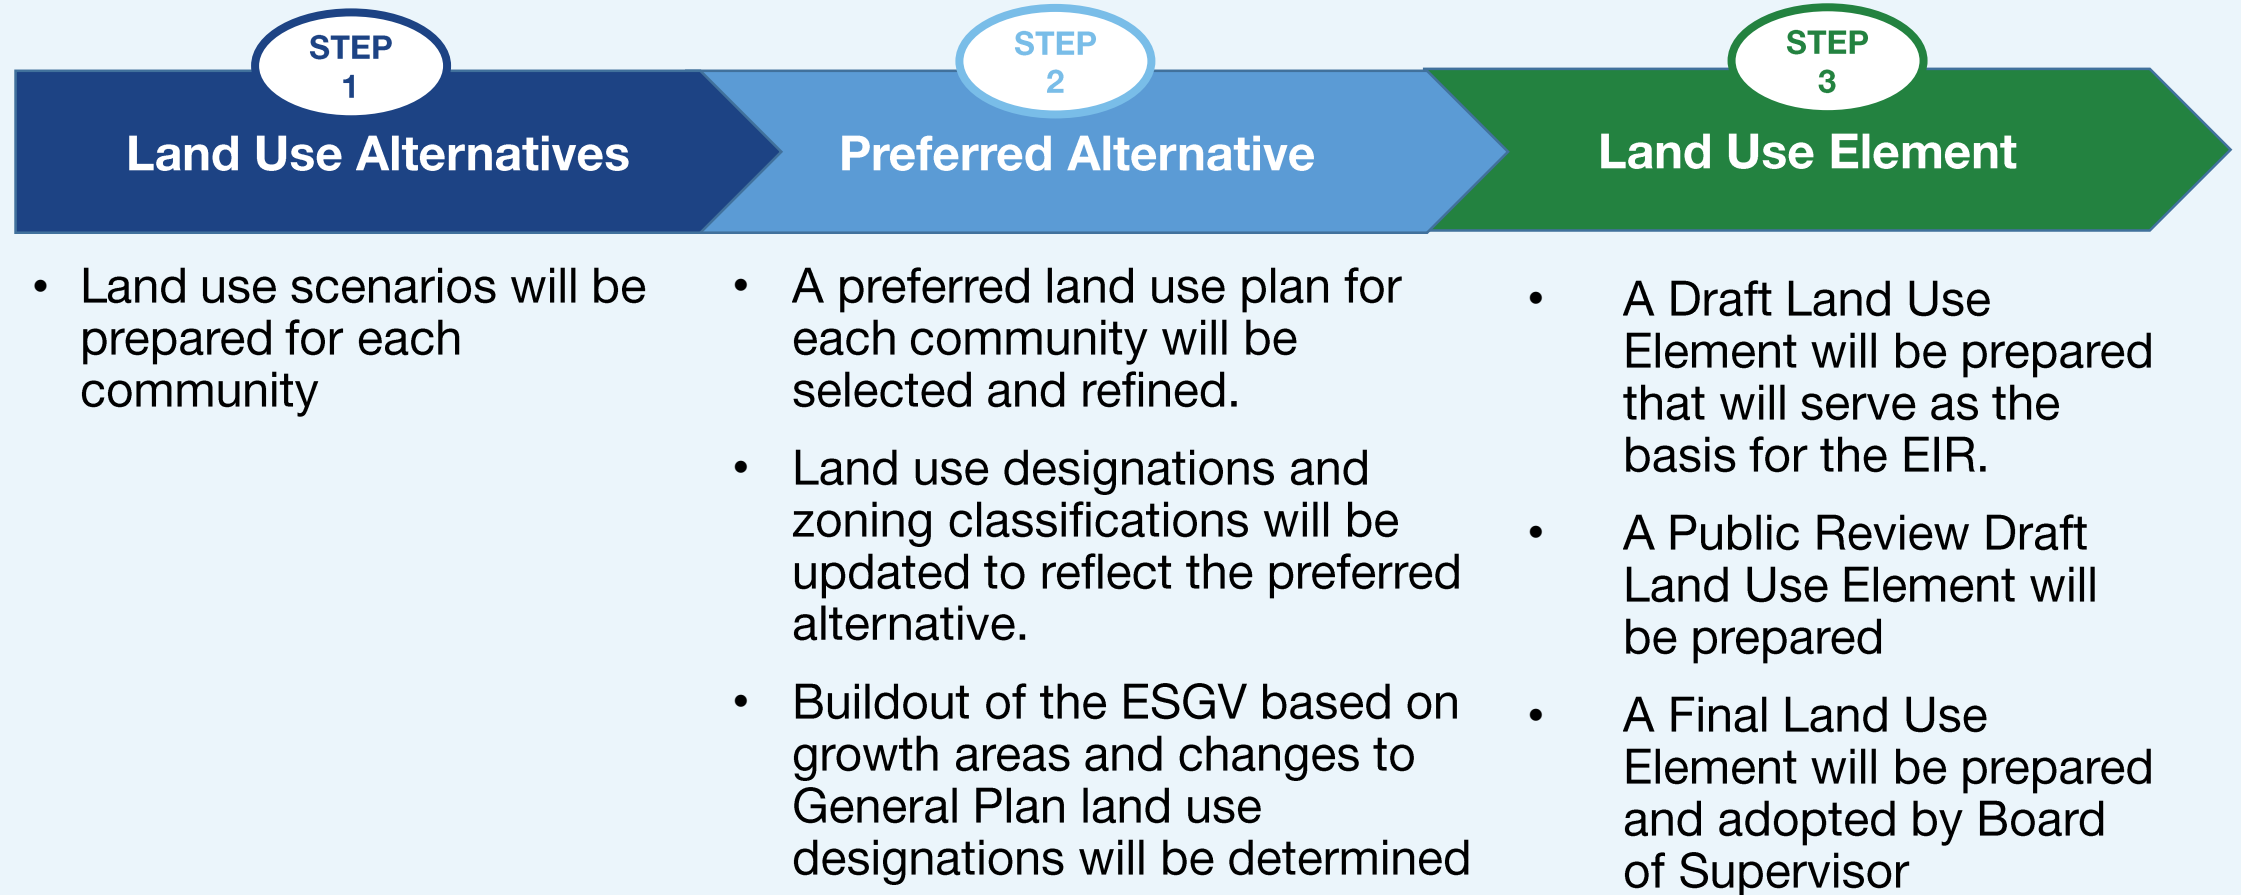 STEP
1
Land Use Alternatives
• Land use scenarios will be
prepared for each
community
STEP
2
Preferred Alternative
• A preferred land use plan for
each community will be
selected and refined.
• Land use designations and
zoning classifications will be
updated to reflect the preferred
alternative.
• Buildout of the ESGV based on
growth areas and changes to
General Plan land use
designations will be determined
STEP
3
Land Use Element
• A Draft Land Use
Element will be prepared
that will serve as the
basis for the EIR.
• A Public Review Draft
Land Use Element will
be prepared
• A Final Land Use
Element will be prepared
and adopted by Board
of Supervisor